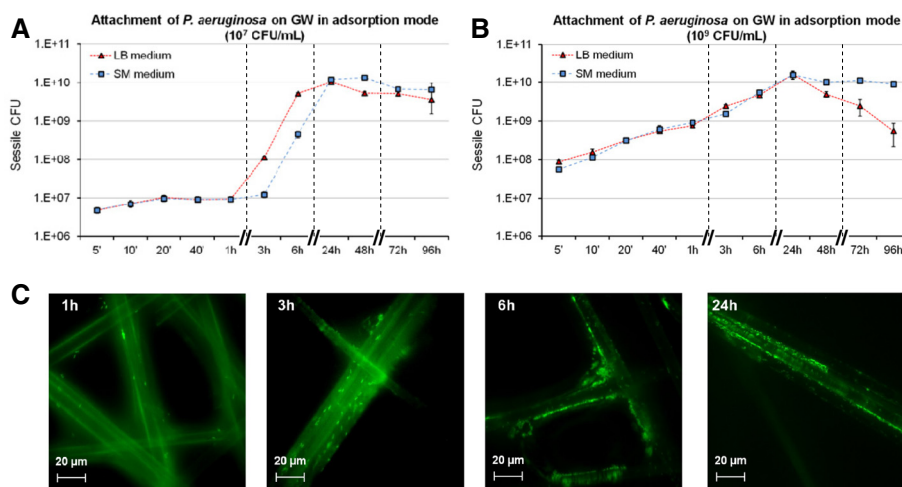 A
Attachment of P. aeruginosa on GW in adsorption mode
(10⁷ CFU/mL)
1.E+11
1.E+10
1.E+09
1.E+08
1.E+07
1.E+06
Sessile CFU
LB medium
SM medium
5'
10'
20'
40'
1h
3h
6h
24h
48h
72h
96h
B
Attachment of P. aeruginosa on GW in adsorption mode
(10⁹ CFU/mL)
1.E+11
1.E+10
1.E+09
1.E+08
1.E+07
1.E+06
Sessile CFU
LB medium
SM medium
5'
10'
20'
40'
1h
3h
6h
24h
48h
72h
96h
C
1h
20 µm
3h
20 µm
6h
20 µm
24h
20 µm